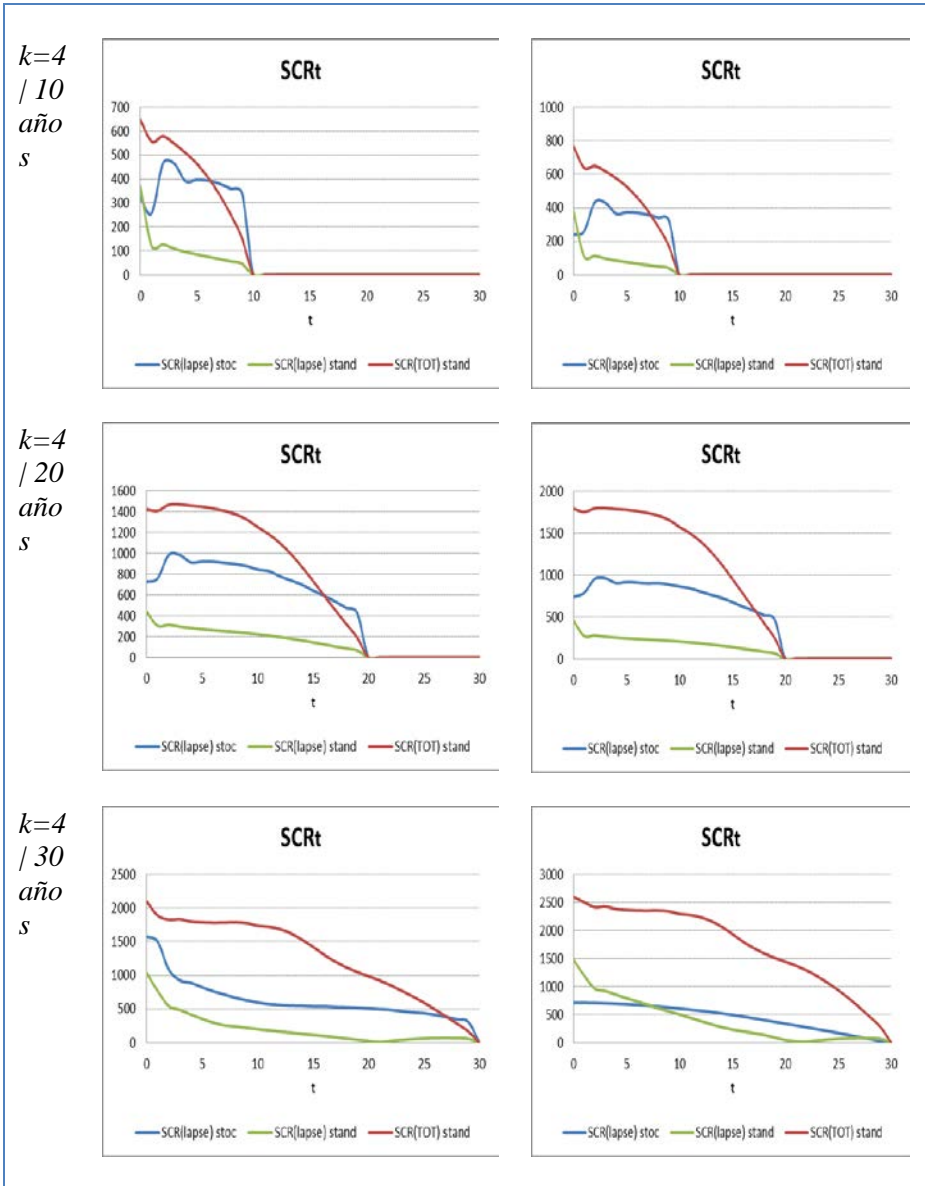 k=4
| 10
año
s
SCRt
700
600
500
400
300
200
100
0
0 5 10 15 20 25 30
t
SCR(lapse) stoc SCR(lapse) stand SCR(TOT) stand
SCRt
1000
800
600
400
200
0
0 5 10 15 20 25 30
t
SCR(lapse) stoc SCR(lapse) stand SCR(TOT) stand
k=4
| 20
año
s
SCRt
1600
1400
1200
1000
800
600
400
200
0
0 5 10 15 20 25 30
t
SCR(lapse) stoc SCR(lapse) stand SCR(TOT) stand
SCRt
2000
1500
1000
500
0
0 5 10 15 20 25 30
t
SCR(lapse) stoc SCR(lapse) stand SCR(TOT) stand
k=4
| 30
año
s
SCRt
2500
2000
1500
1000
500
0
0 5 10 15 20 25 30
t
SCR(lapse) stoc SCR(lapse) stand SCR(TOT) stand
SCRt
3000
2500
2000
1500
1000
500
0
0 5 10 15 20 25 30
t
SCR(lapse) stoc SCR(lapse) stand SCR(TOT) stand